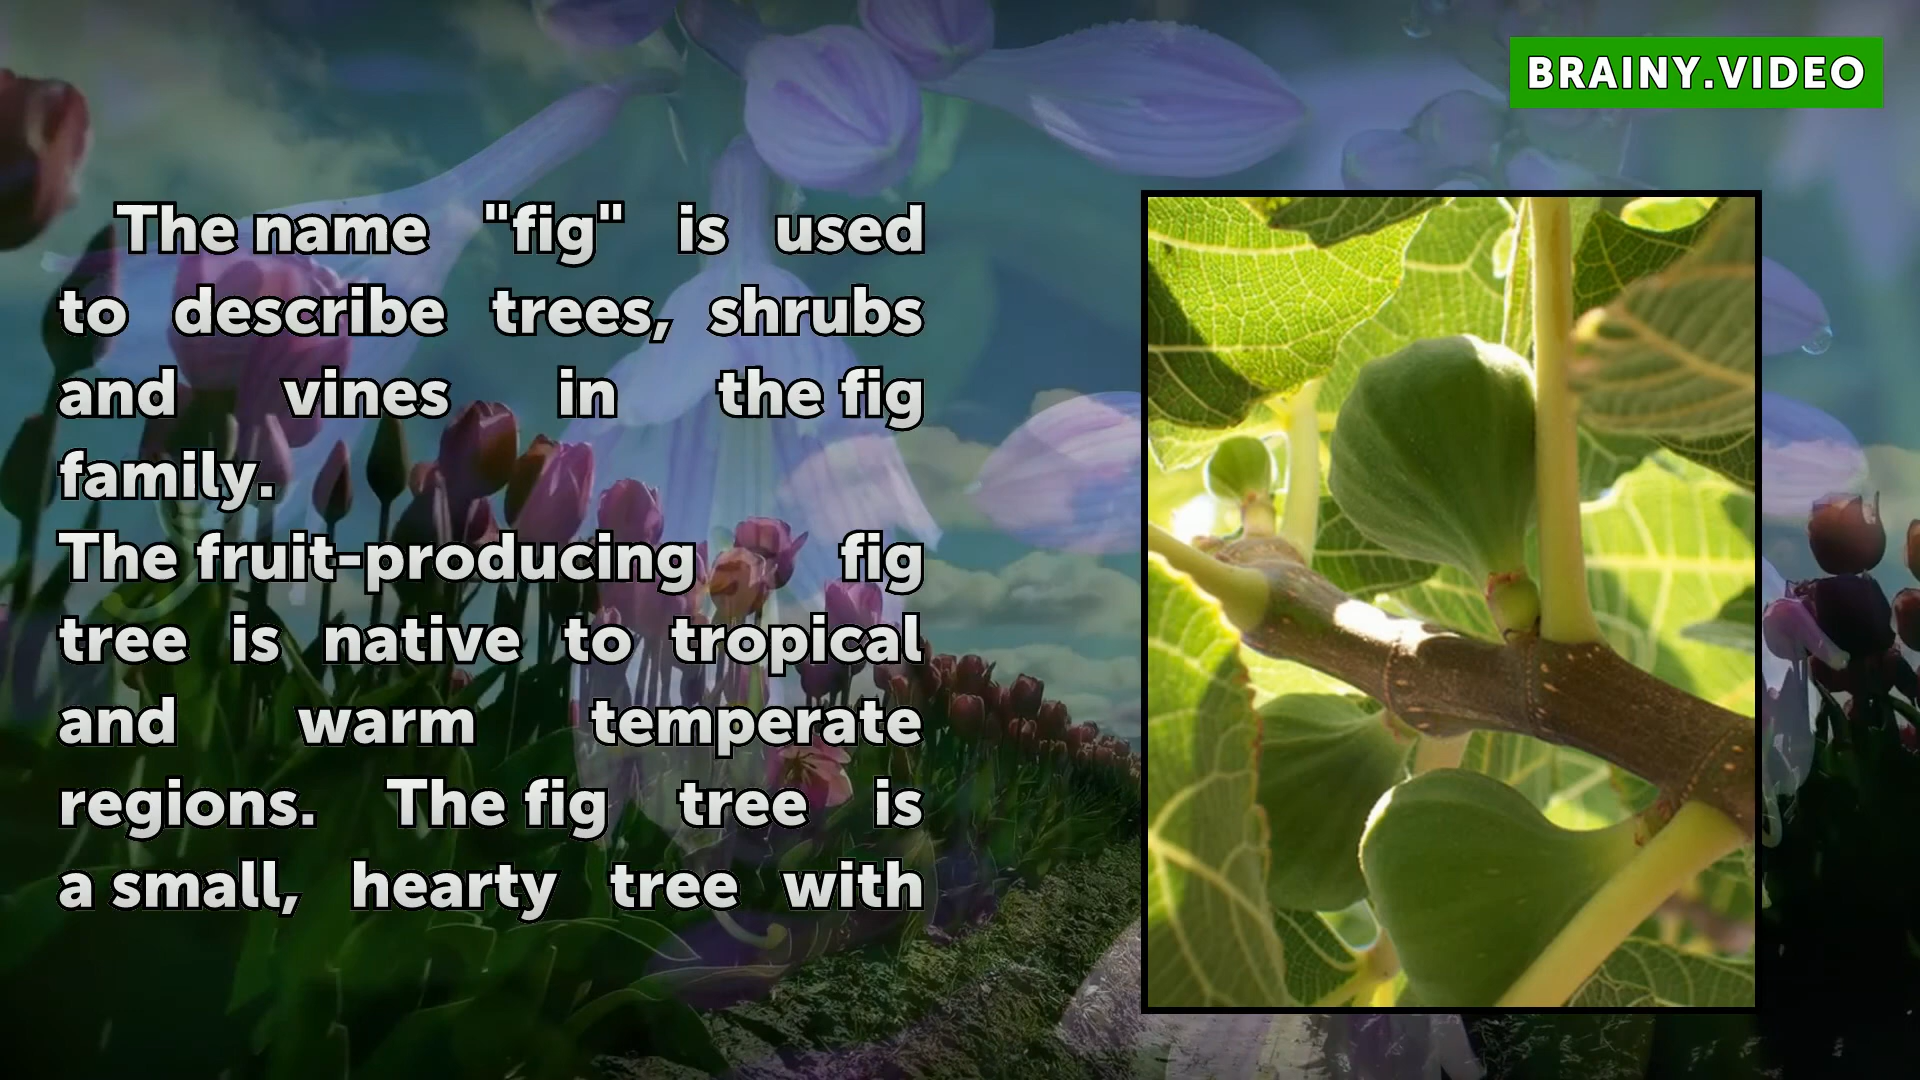 BRAINY.VIDEO
The name "fig" is used
to describe trees, shrubs
and vines in the fig
family.
The fruit-producing fig
tree is native to tropical
and warm temperate
regions. The fig tree is
a small, hearty tree with